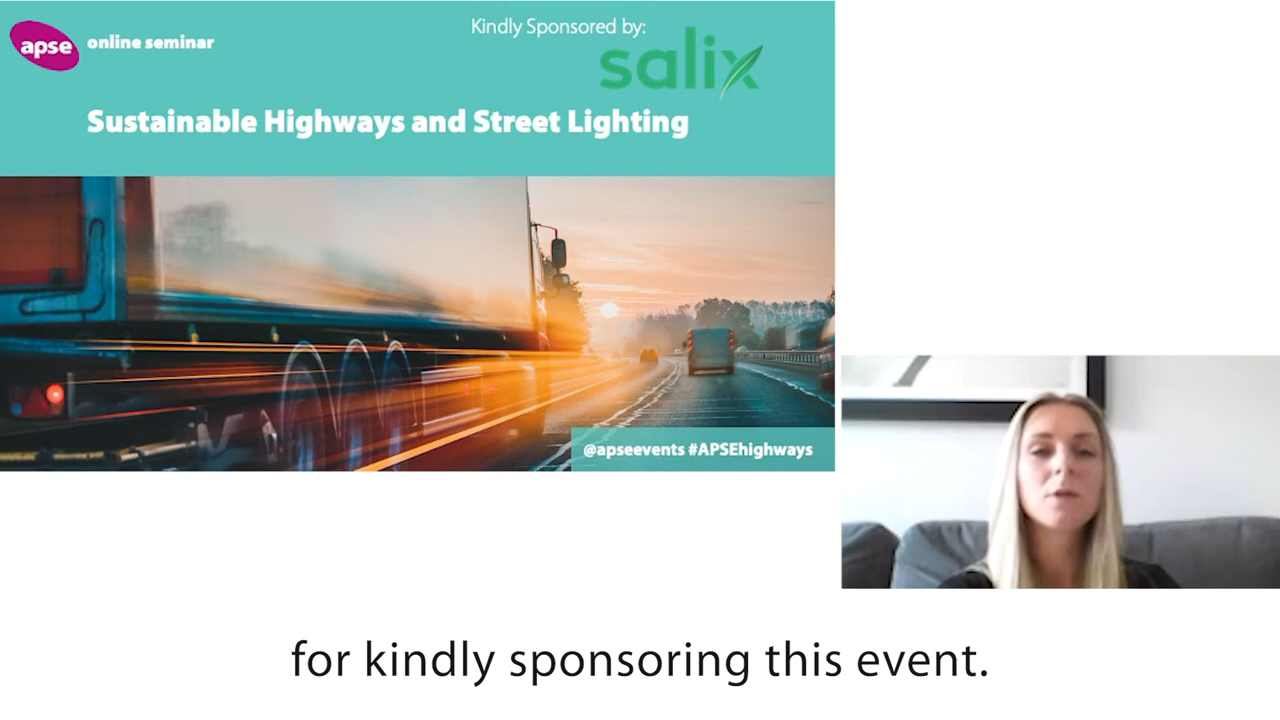 Kindly Sponsored by:
apse online seminar
salix
Sustainable Highways and Street Lighting
@apseevents #APSEhighways
for kindly sponsoring this event.